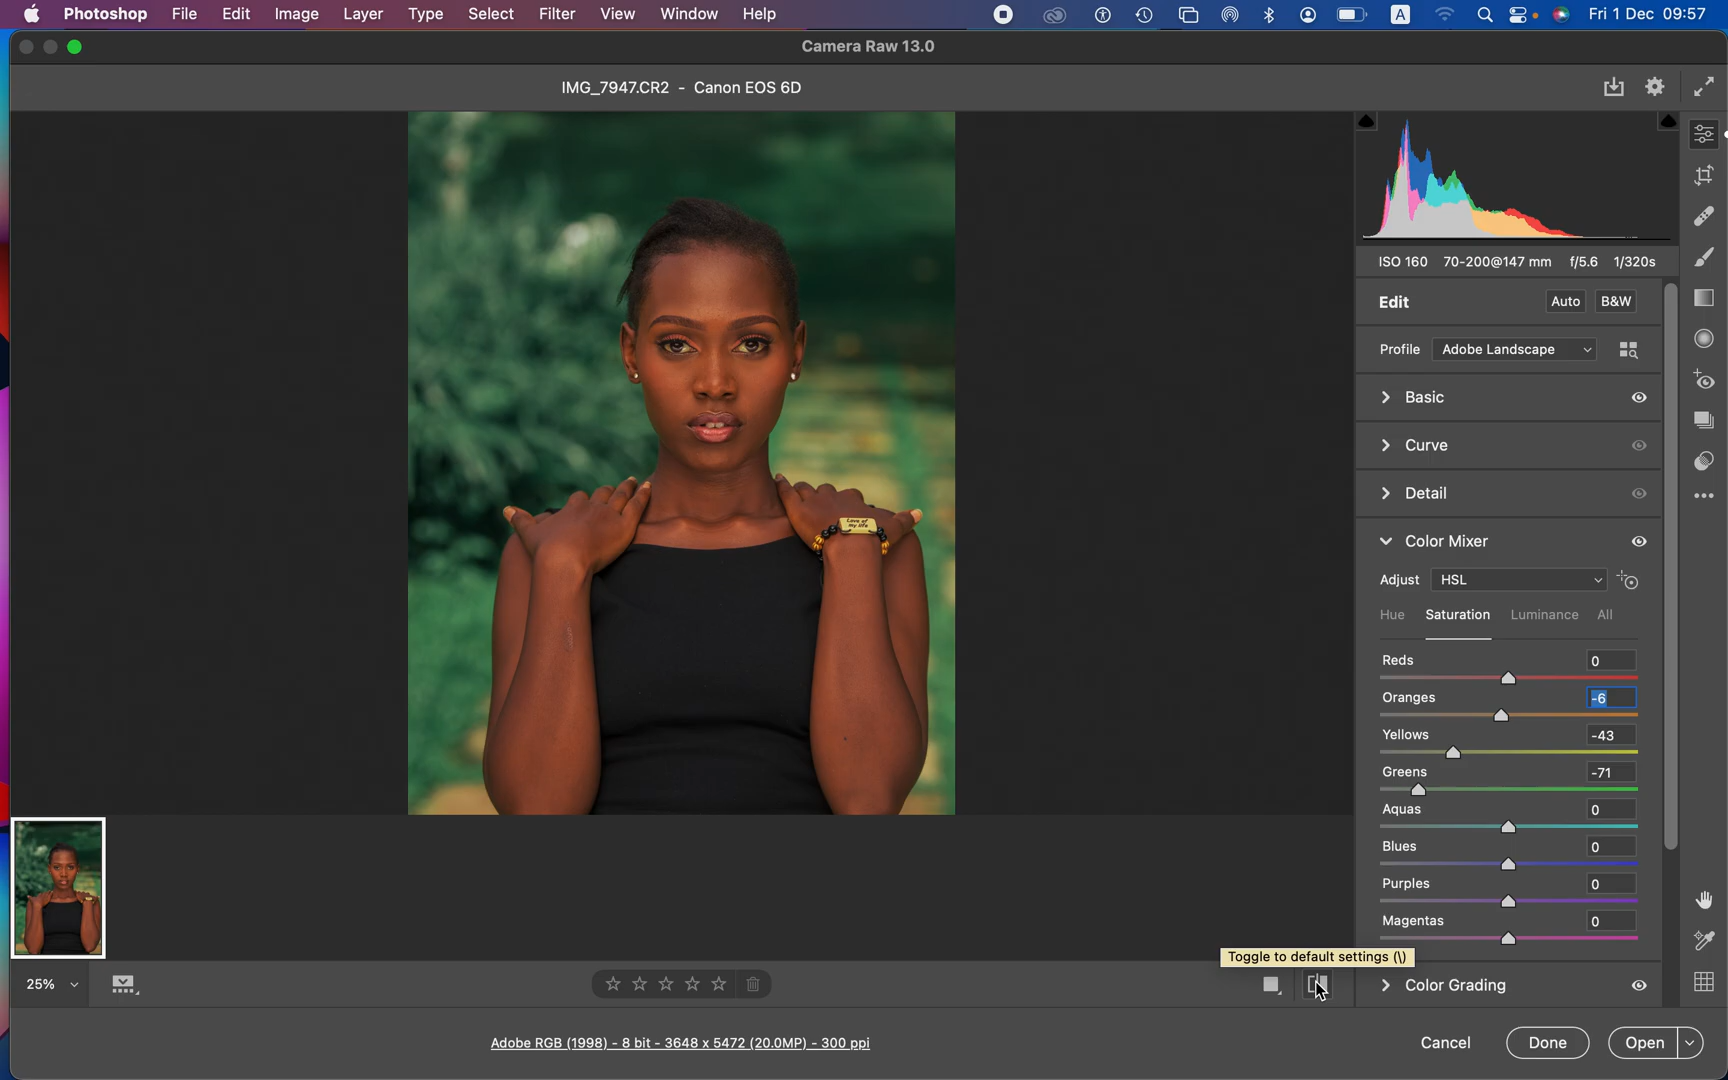 Photoshop File Edit Image Layer Type Select Filter View Window Help A Fri 1 Dec 09:57
Camera Raw 13.0
IMG_7947.CR2 - Canon EOS 6D
ISO 160 70-200@147 mm f/5.6 1/320s
Edit Auto B&W
Profile Adobe Landscape
Basic
Curve
Detail
Color Mixer
Adjust HSL
Hue Saturation Luminance All
Reds 0
Oranges -6
Yellows -43
Greens -71
Aquas 0
Blues 0
Purples 0
Magentas 0
Love of
my life
Toggle to default settings (\)
25% Color Grading
Adobe RGB (1998) - 8 bit - 3648 x 5472 (20.0MP) - 300 ppi Cancel Done Open